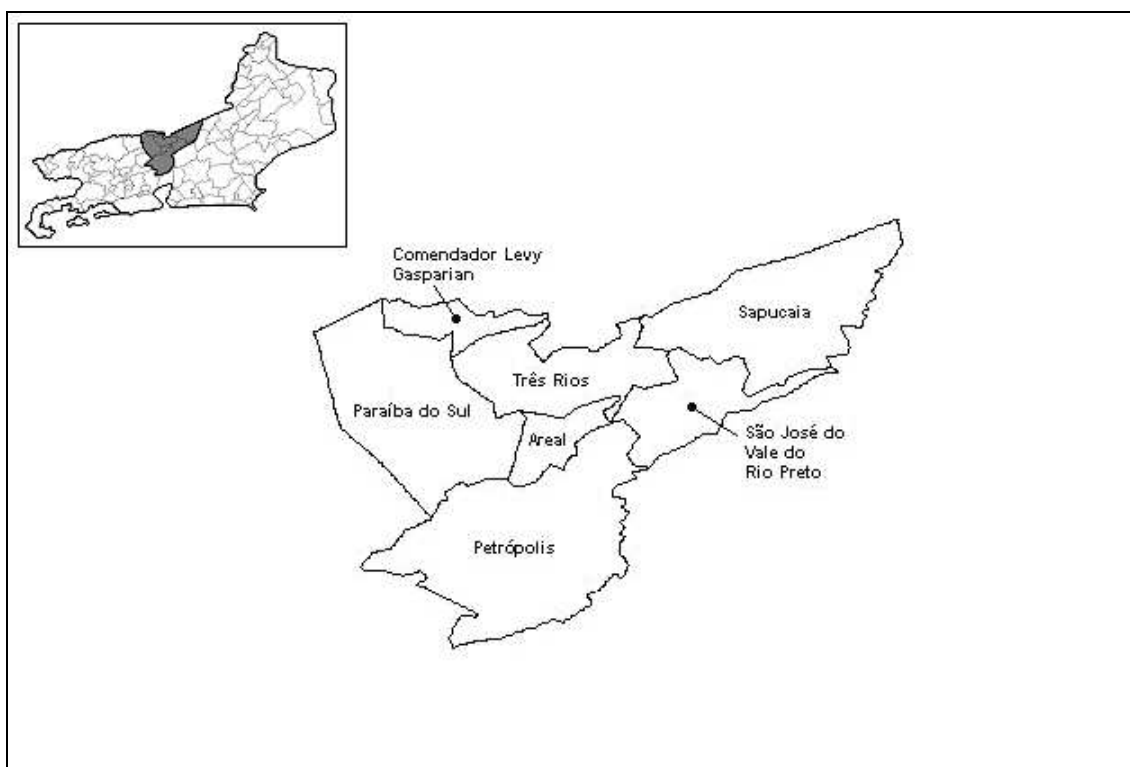 Comendador Levy
Gasparian
Sapucaia
Três Rios
Paraíba do Sul
Areal
São José do
Vale do
Rio Preto
Petrópolis